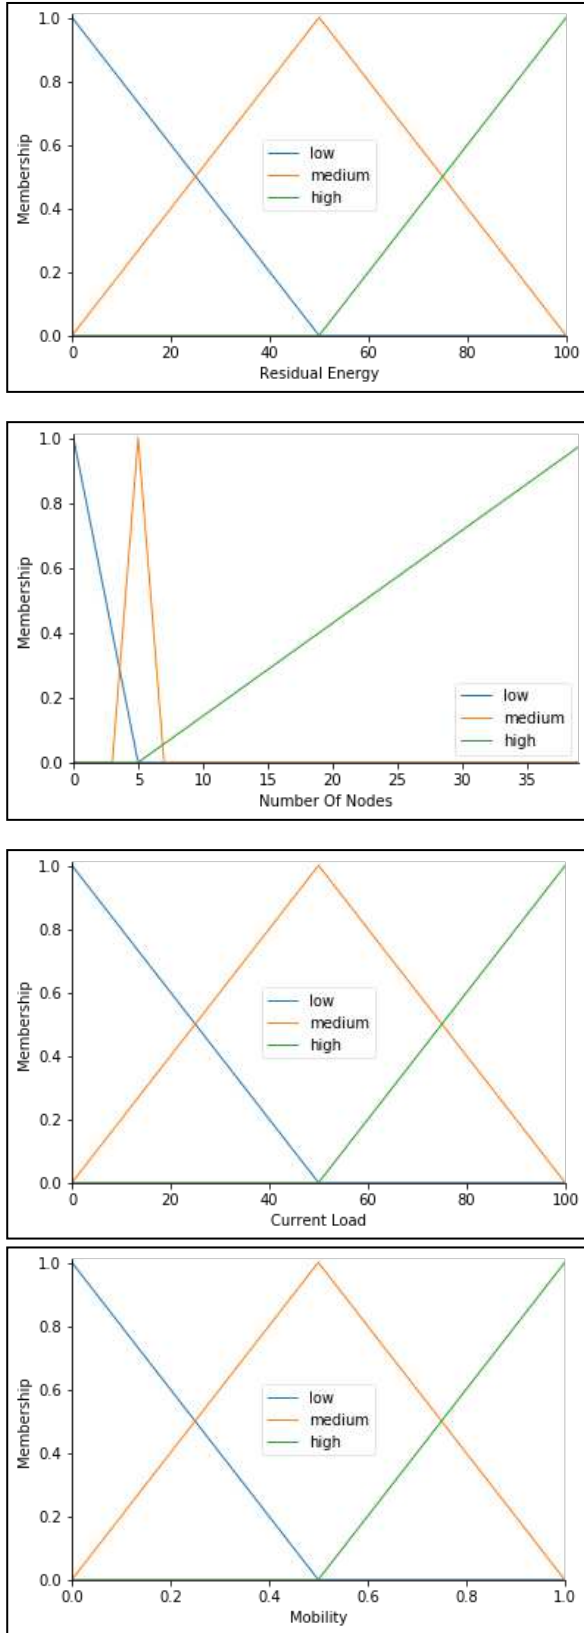 1.0
0.8
0.6
0.4
0.2
0.0
Membership
low
medium
high
0 20 40 60 80 100
Residual Energy
1.0
0.8
0.6
0.4
0.2
0.0
Membership
low
medium
high
0 5 10 15 20 25 30 35
Number Of Nodes
1.0
0.8
0.6
0.4
0.2
0.0
Membership
low
medium
high
0 20 40 60 80 100
Current Load
1.0
0.8
0.6
0.4
0.2
0.0
Membership
low
medium
high
0.0 0.2 0.4 0.6 0.8 1.0
Mobility